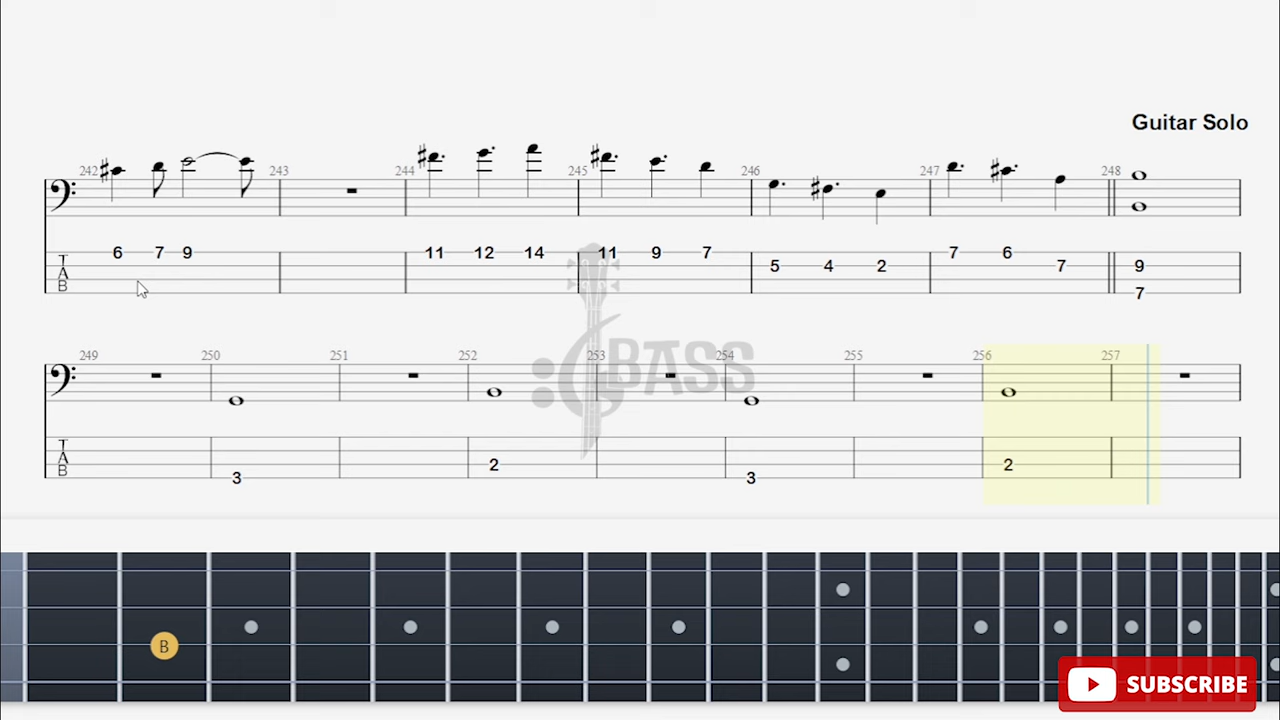 Guitar Solo
242 243 244 245 246 247 248
T 6 7 9 11 12 14 11 9 7 7 6
A 5 4 2 7 9
B 7
249 250 251 252 253 254 255 256 257
BASS
T
A 2 2
B 3 3
B
SUBSCRIBE